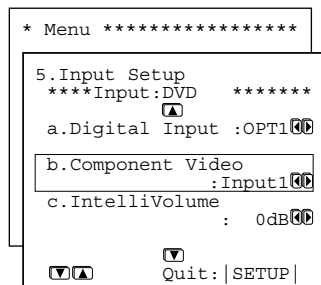 * Menu *****************
5.Input Setup
****Input:DVD *******
a.Digital Input :OPT1
b.Component Video
:Input1
c.IntelliVolume
: 0dB
Quit:|SETUP|